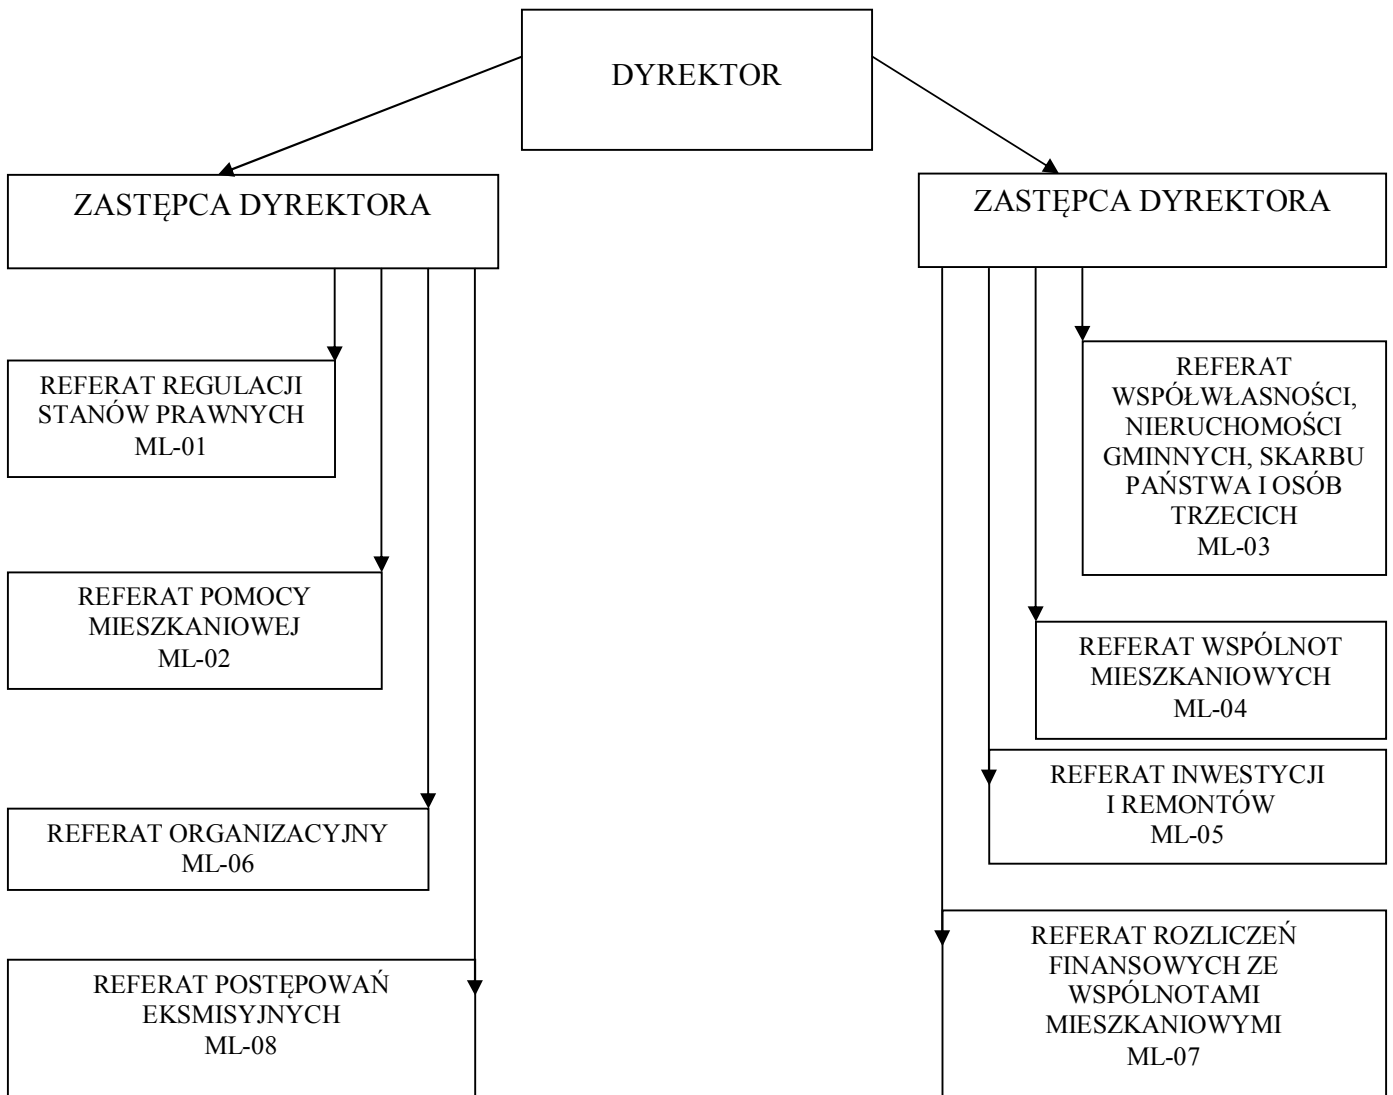 DYREKTOR
ZASTĘPCA DYREKTORA
ZASTĘPCA DYREKTORA
REFERAT REGULACJI
STANÓW PRAWNYCH
ML-01
REFERAT POMOCY
MIESZKANIOWEJ
ML-02
REFERAT ORGANIZACYJNY
ML-06
REFERAT POSTĘPOWAŃ
EKSMISYJNYCH
ML-08
REFERAT
WSPÓŁWŁASNOŚCI,
NIERUCHOMOŚCI
GMINNYCH, SKARBU
PAŃSTWA I OSÓB
TRZECICH
ML-03
REFERAT WSPÓLNOT
MIESZKANIOWYCH
ML-04
REFERAT INWESTYCJI
I REMONTÓW
ML-05
REFERAT ROZLICZEŃ
FINANSOWYCH ZE
WSPÓLNOTAMI
MIESZKANIOWYMI
ML-07